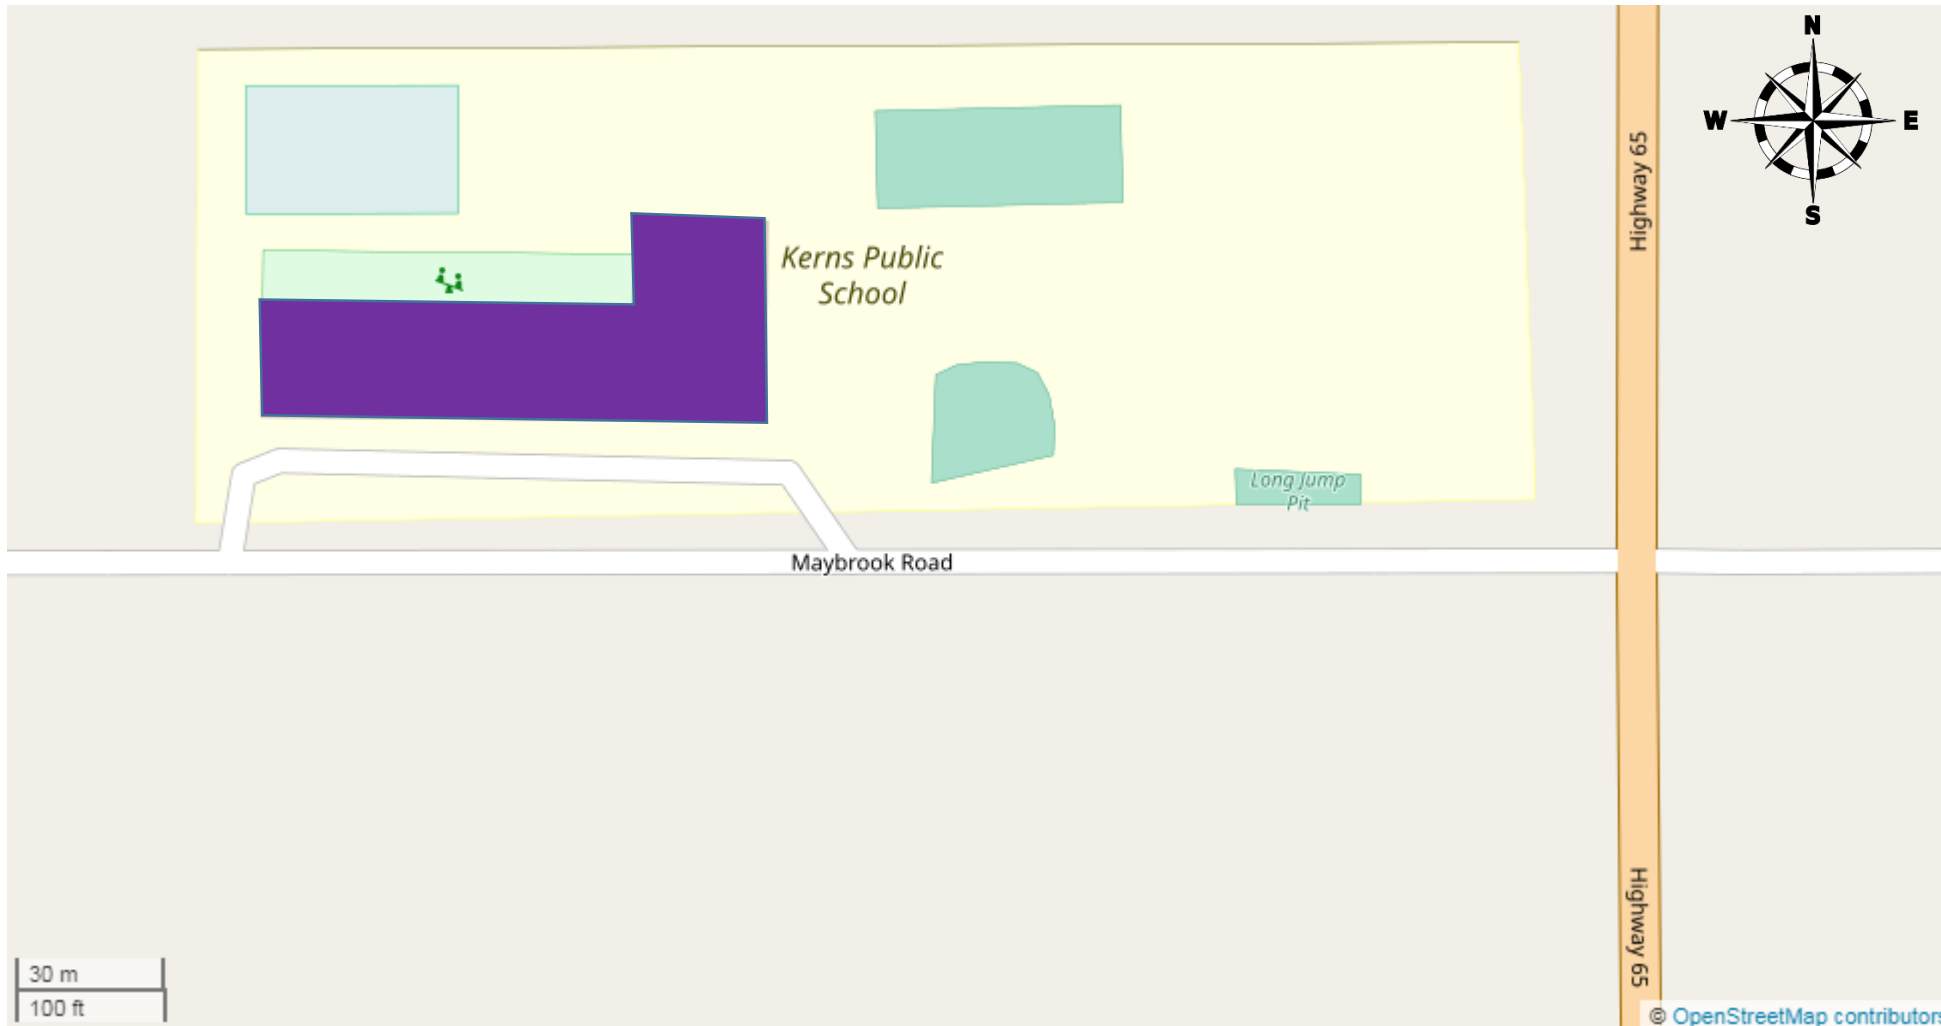 N
W
E
S
Highway 65
Kerns Public
School
Long Jump
Pit
Maybrook Road
Highway 65
30 m
100 ft
© OpenStreetMap contributors